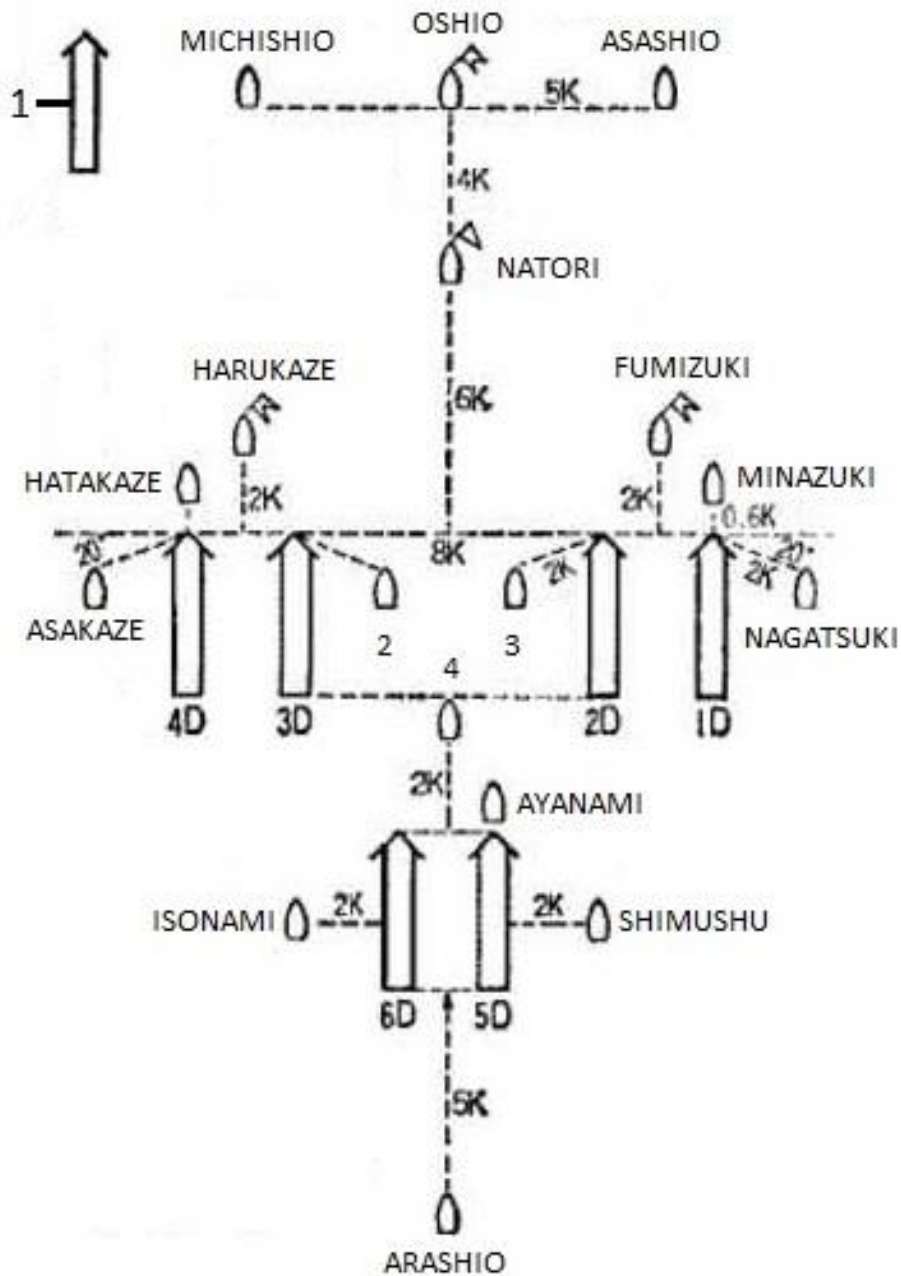 MICHISHIO OSHIO ASASHIO
1
5K
4K
NATORI
HARUKAZE FUMIZUKI
6K
HATAKAZE 2K 2K MINAZUKI
0.6K
20° 8K 2K 2K 20°
ASAKAZE 2 3 NAGATSUKI
4
4D 3D 2D 1D
2K
AYANAMI
ISONAMI 2K 2K SHIMUSHU
6D 5D
5K
ARASHIO